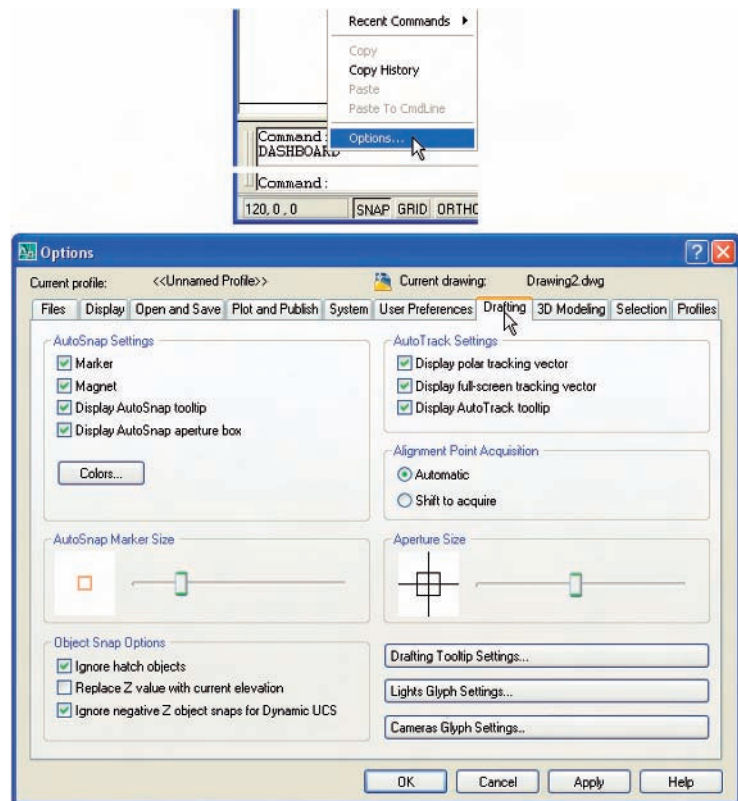 Recent Commands
Copy
Copy History
Paste
Paste To CmdLine
Options...
Command:
DASHBOARD
Command:
120,0,0 SNAP GRID ORTHO
Options
Current profile: <<Unnamed Profile>> Current drawing: Drawing2.dwg
Files Display Open and Save Plot and Publish System User Preferences Drafting 3D Modeling Selection Profiles
AutoSnap Settings
Marker
Magnet
Display AutoSnap tooltip
Display AutoSnap aperture box
Colors...
AutoTrack Settings
Display polar tracking vector
Display full-screen tracking vector
Display AutoTrack tooltip
Alignment Point Acquisition
Automatic
Shift to acquire
AutoSnap Marker Size
Aperture Size
Object Snap Options
Ignore hatch objects
Replace Z value with current elevation
Ignore negative Z object snaps for Dynamic UCS
Drafting Tooltip Settings...
Lights Glyph Settings...
Cameras Glyph Settings..
OK Cancel Apply Help